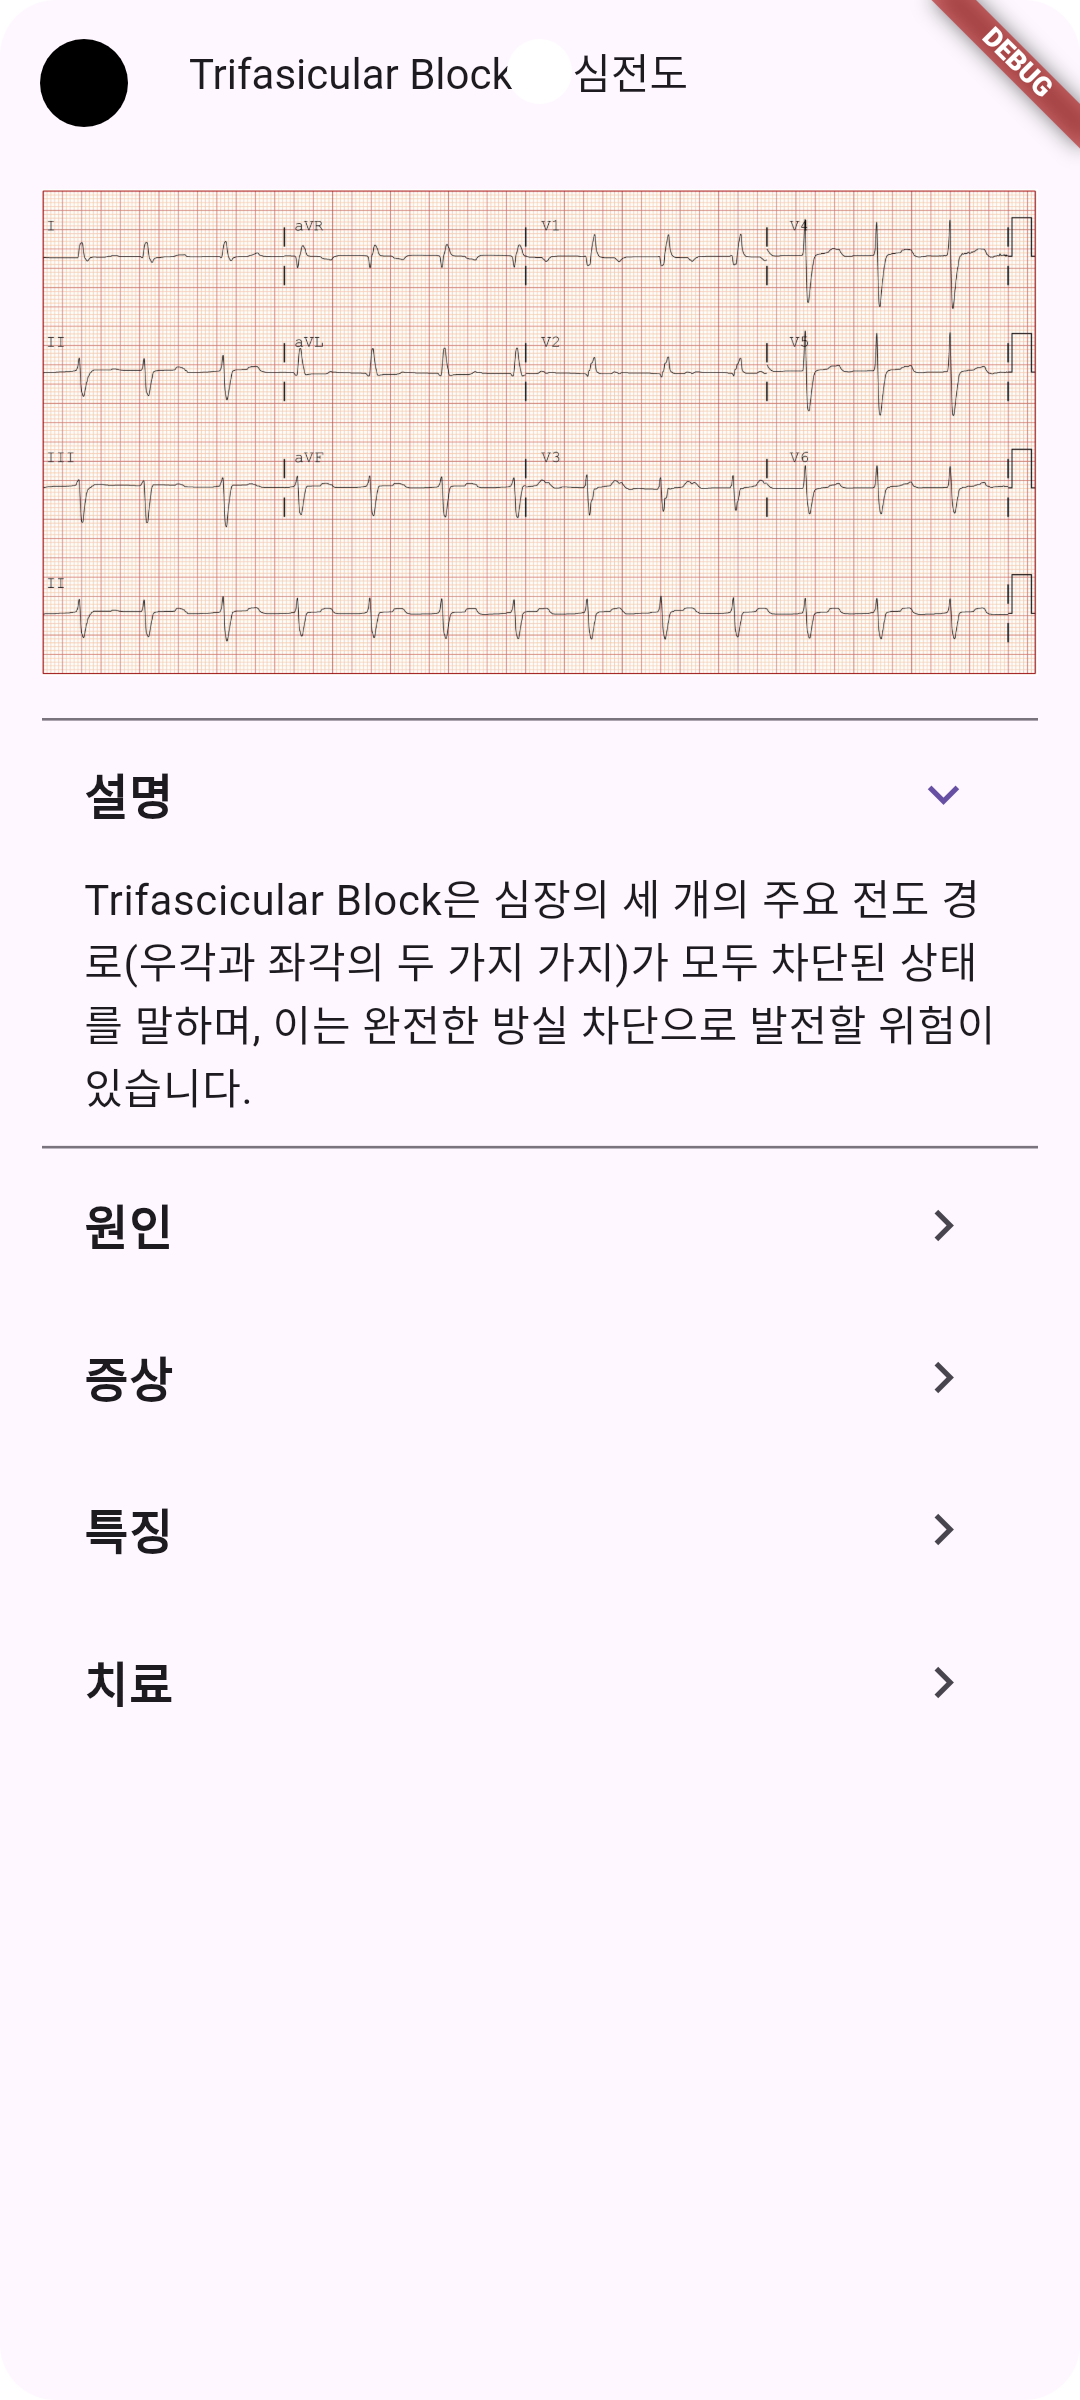 Trifasicular Block 심전도
DEBUG
I aVR V1 V4
II aVL V2 V5
III aVF V3 V6
II
설명
Trifascicular Block은 심장의 세 개의 주요 전도 경
로(우각과 좌각의 두 가지 가지)가 모두 차단된 상태
를 말하며, 이는 완전한 방실 차단으로 발전할 위험이
있습니다.
원인
증상
특징
치료